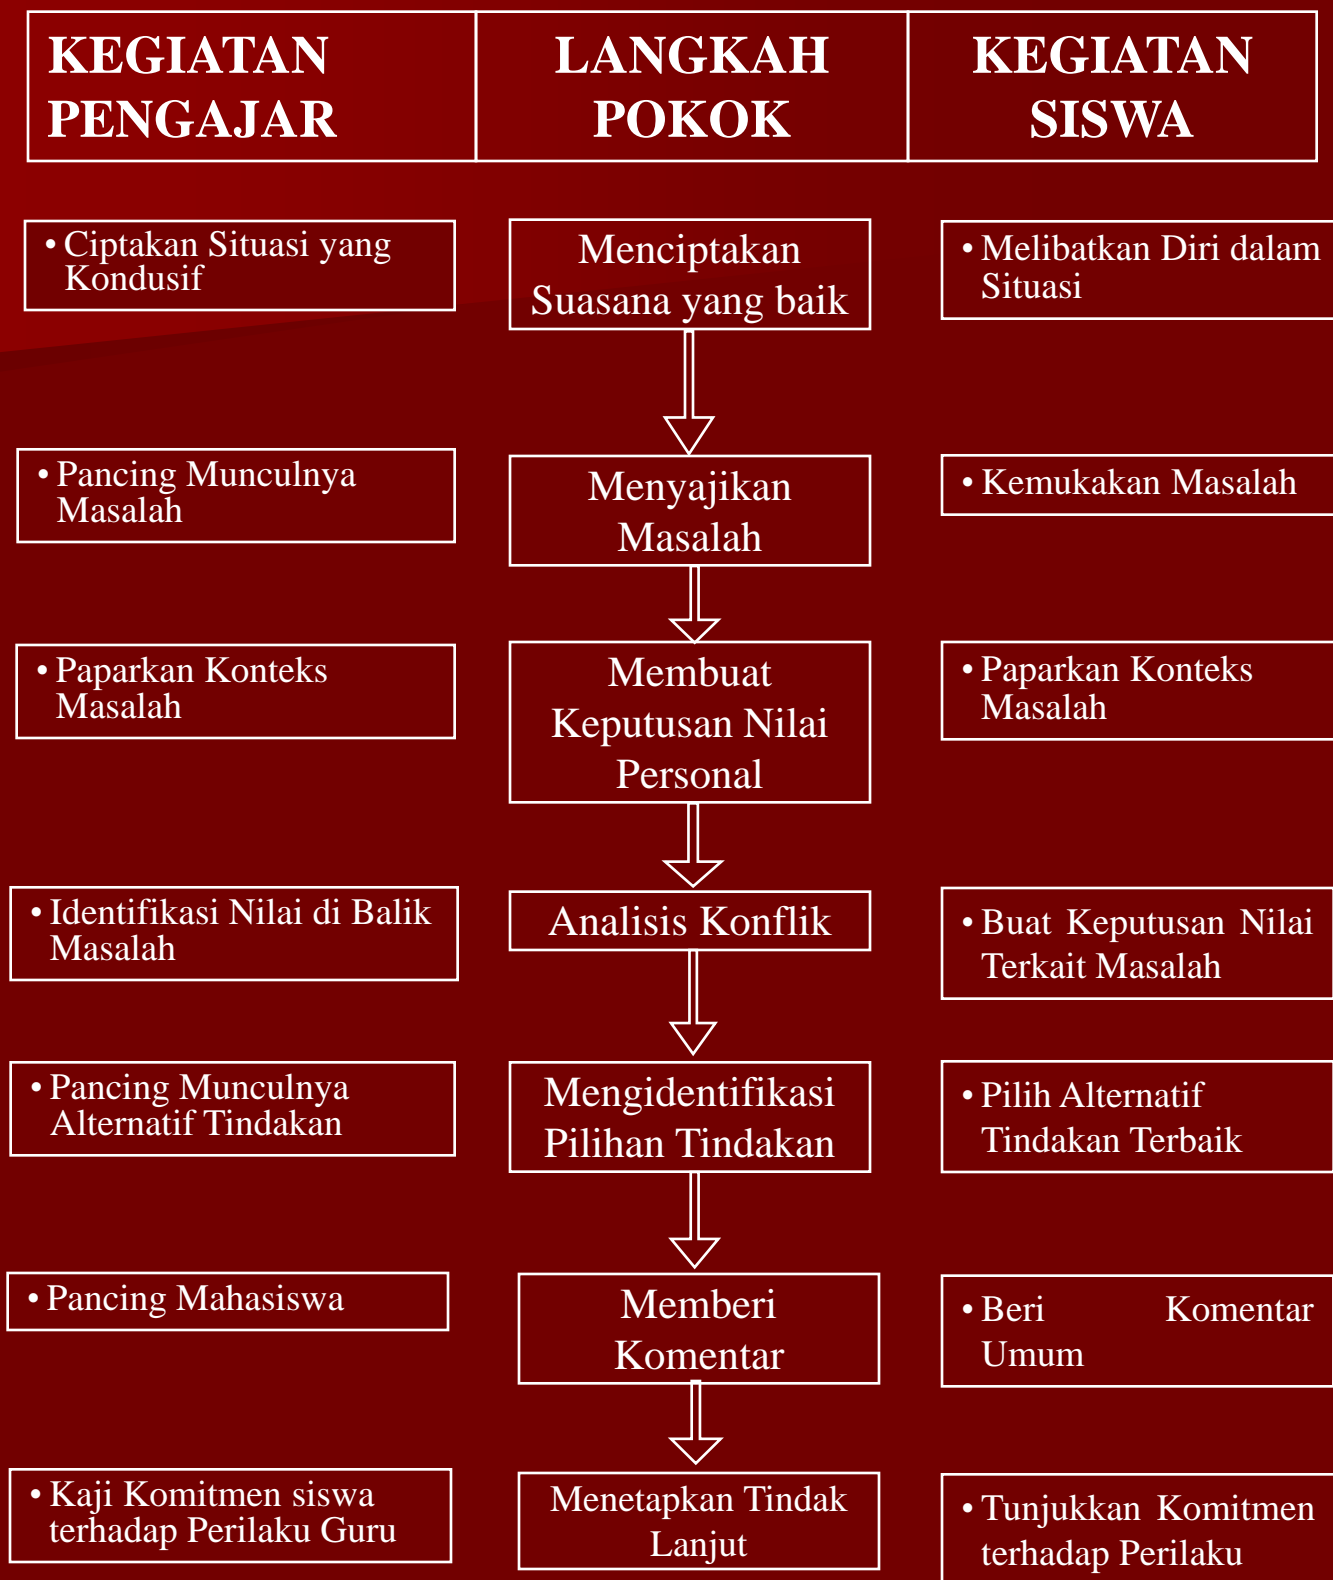 KEGIATAN
PENGAJAR
LANGKAH
POKOK
KEGIATAN
SISWA
• Ciptakan Situasi yang
Kondusif
Menciptakan
Suasana yang baik
• Melibatkan Diri dalam
Situasi
• Pancing Munculnya
Masalah
Menyajikan
Masalah
• Kemukakan Masalah
• Paparkan Konteks
Masalah
Membuat
Keputusan Nilai
Personal
• Paparkan Konteks
Masalah
• Identifikasi Nilai di Balik
Masalah
Analisis Konflik
• Buat Keputusan Nilai
Terkait Masalah
• Pancing Munculnya
Alternatif Tindakan
Mengidentifikasi
Pilihan Tindakan
• Pilih Alternatif
Tindakan Terbaik
• Pancing Mahasiswa
Memberi
Komentar
• Beri Komentar
Umum
• Kaji Komitmen siswa
terhadap Perilaku Guru
Menetapkan Tindak
Lanjut
• Tunjukkan Komitmen
terhadap Perilaku